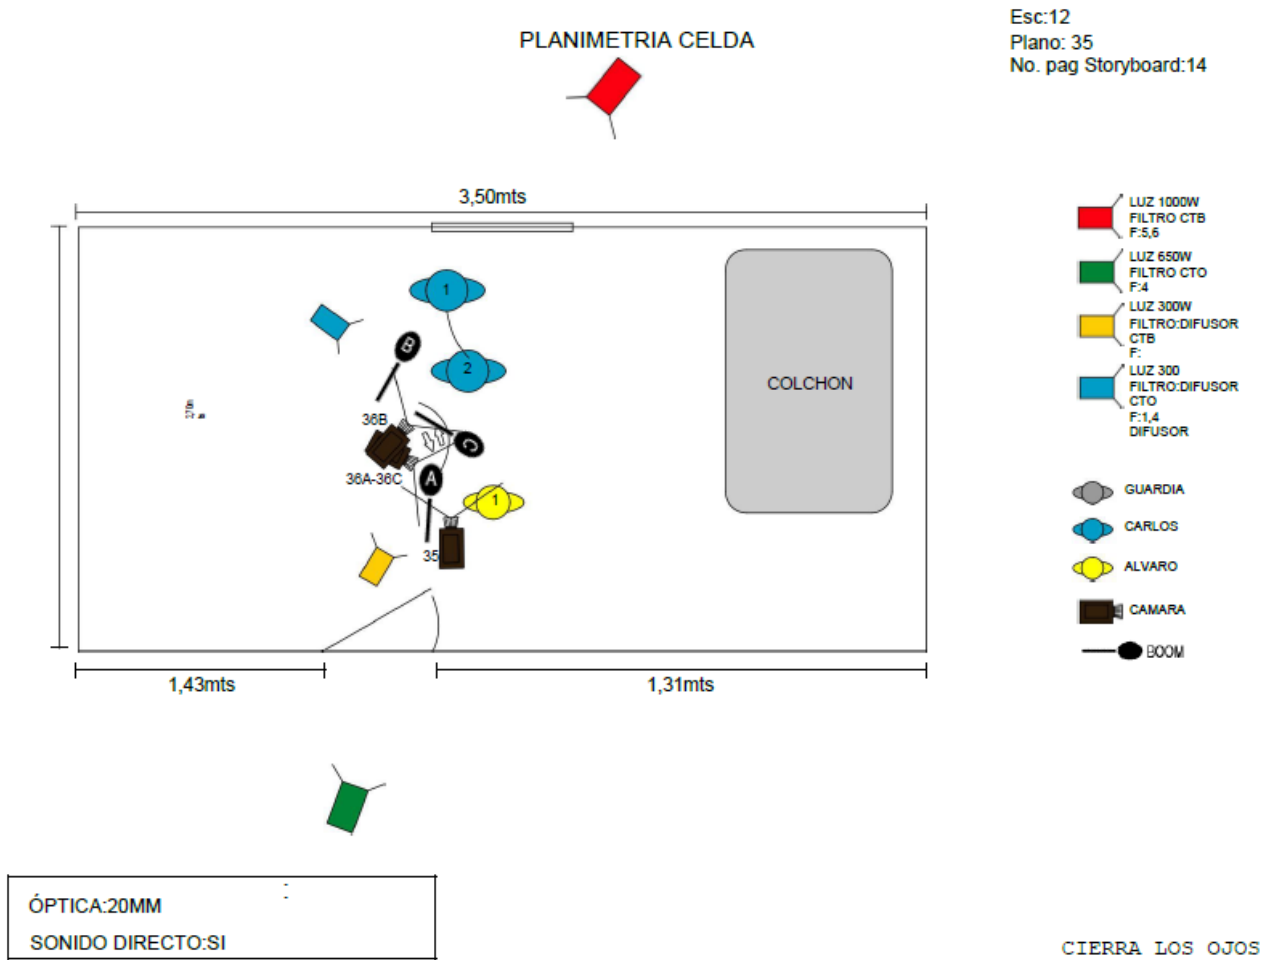 PLANIMETRIA CELDA
Esc:12
Plano: 35
No. pag Storyboard:14
3,50mts
LUZ 1000W
FILTRO CTB
F:5,6
LUZ 650W
FILTRO CTO
F:4
LUZ 300W
FILTRO:DIFUSOR
CTB
F:
LUZ 300
FILTRO:DIFUSOR
CTO
F:1,4
DIFUSOR
1
B
2
COLCHON
36B
C
36A-36C
A
1
35
GUARDIA
CARLOS
ALVARO
CAMARA
BOOM
1,43mts
1,31mts
ÓPTICA:20MM
SONIDO DIRECTO:SI
CIERRA LOS OJOS